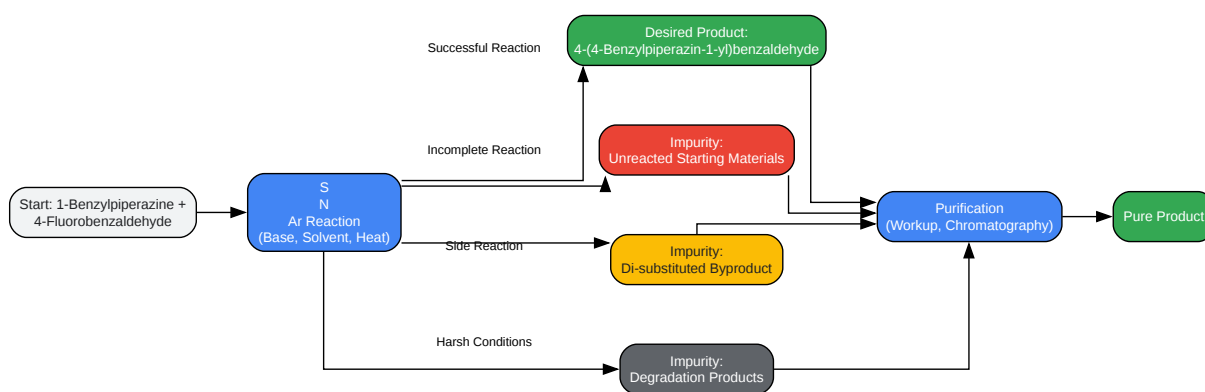 Desired Product:
4-(4-Benzylpiperazin-1-yl)benzaldehyde
Successful Reaction
Impurity:
Unreacted Starting Materials
Incomplete Reaction
Start: 1-Benzylpiperazine +
4-Fluorobenzaldehyde
S
N
Ar Reaction
(Base, Solvent, Heat)
Purification
(Workup, Chromatography)
Pure Product
Side Reaction
Impurity:
Di-substituted Byproduct
Harsh Conditions
Impurity:
Degradation Products